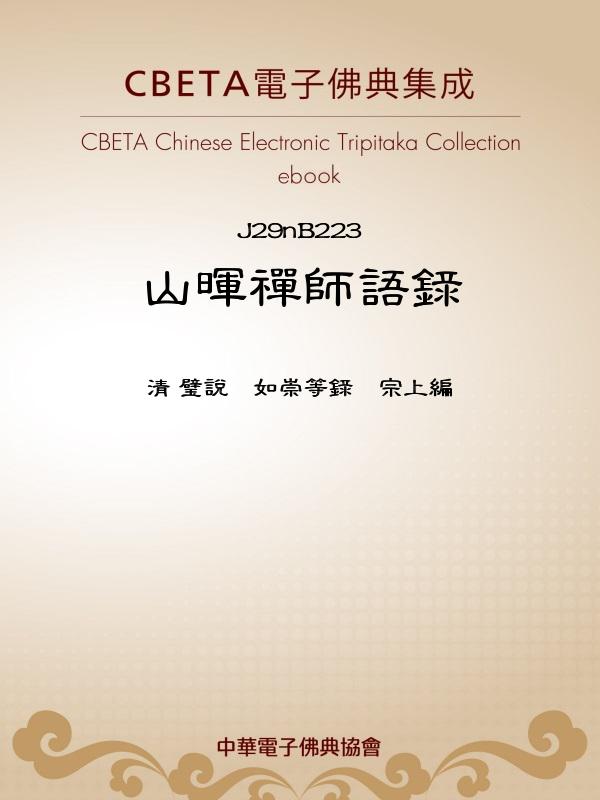 CBETA電子佛典集成
CBETA Chinese Electronic Tripitaka Collection
ebook
J29nB223
山暉禪師語錄
清 璧說　如崇等錄　宗上編
中華電子佛典協會